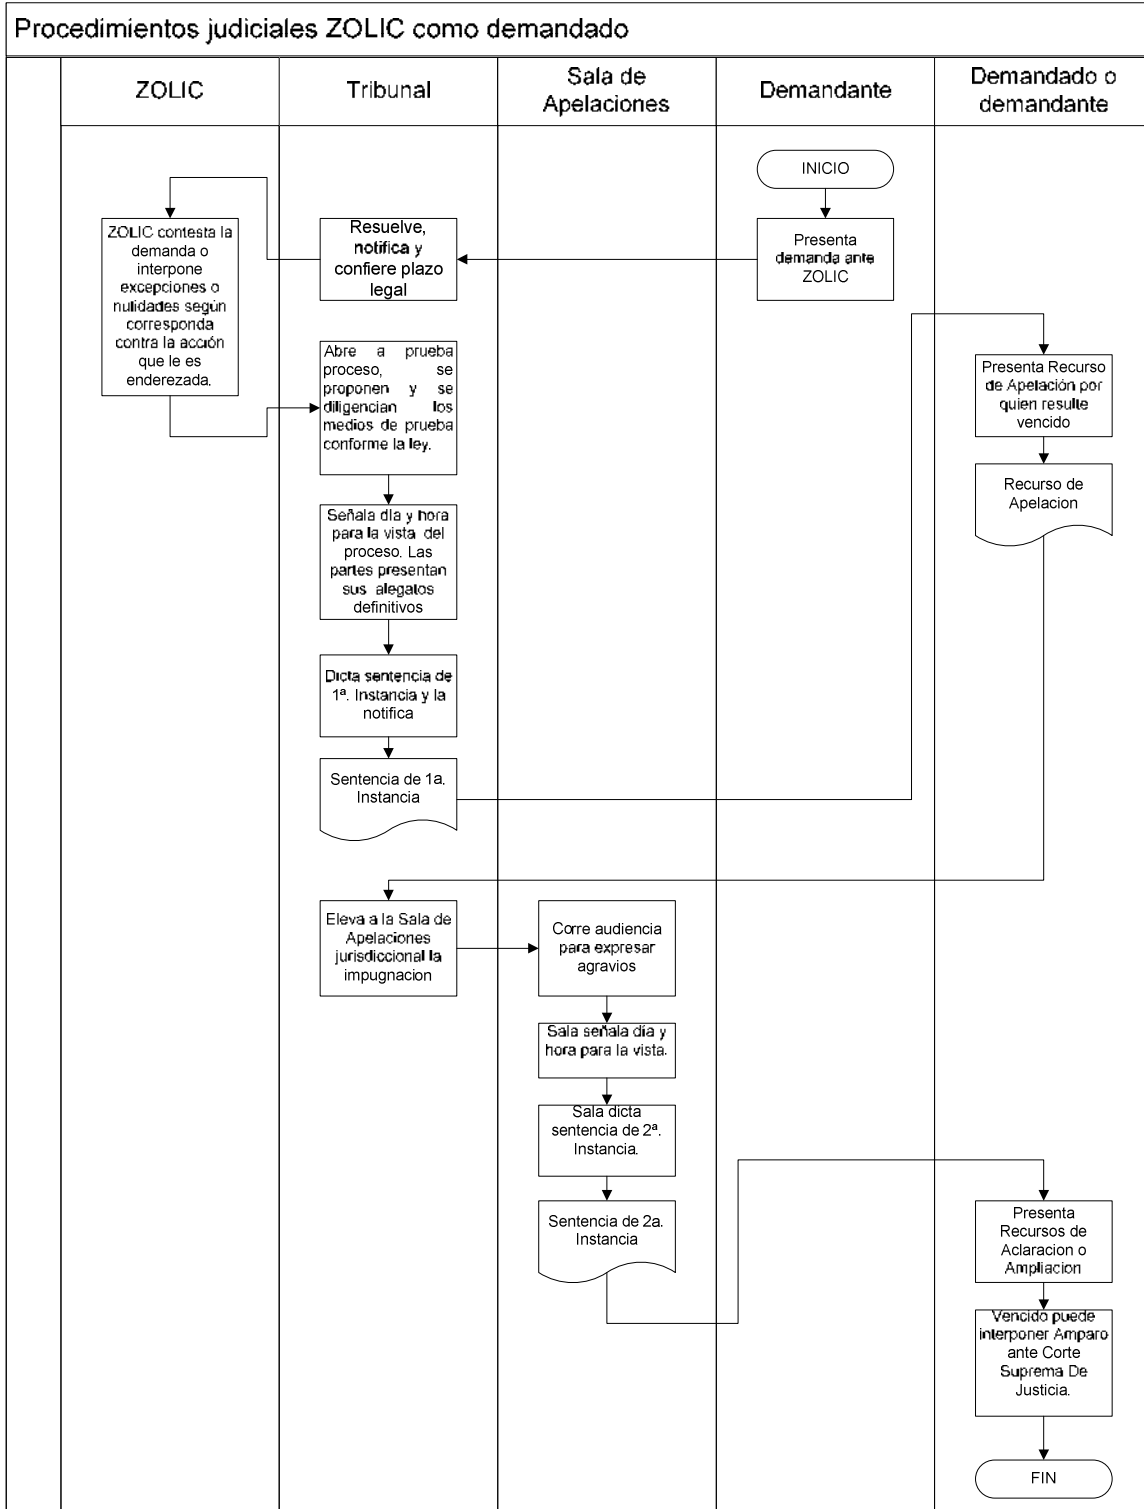 Procedimientos judiciales ZOLIC como demandado
ZOLIC
Tribunal
Sala de
Apelaciones
Demandante
Demandado o
demandante
INICIO
Presenta
demanda ante
ZOLIC
Resuelve,
notifica y
confiere plazo
legal
ZOLIC contesta la
demanda o
interpone
excepciones o
nulidades según
corresponda
contra la acción
que le es
enderezada.
Abre a prueba
proceso, se
proponen y se
diligencian los
medios de prueba
conforme la ley.
Señala día y hora
para la vista del
proceso. Las
partes presentan
sus alegatos
definitivos
Dicta sentencia de
1ª. Instancia y la
notifica
Sentencia de 1a.
Instancia
Presenta Recurso
de Apelación por
quien resulte
vencido
Recurso de
Apelacion
Eleva a la Sala de
Apelaciones
jurisdiccional la
impugnacion
Corre audiencia
para expresar
agravios
Sala señala día y
hora para la vista.
Sala dicta
sentencia de 2ª.
Instancia.
Sentencia de 2a.
Instancia
Presenta
Recursos de
Aclaracion o
Ampliacion
Vencido puede
interponer Amparo
ante Corte
Suprema De
Justicia.
FIN